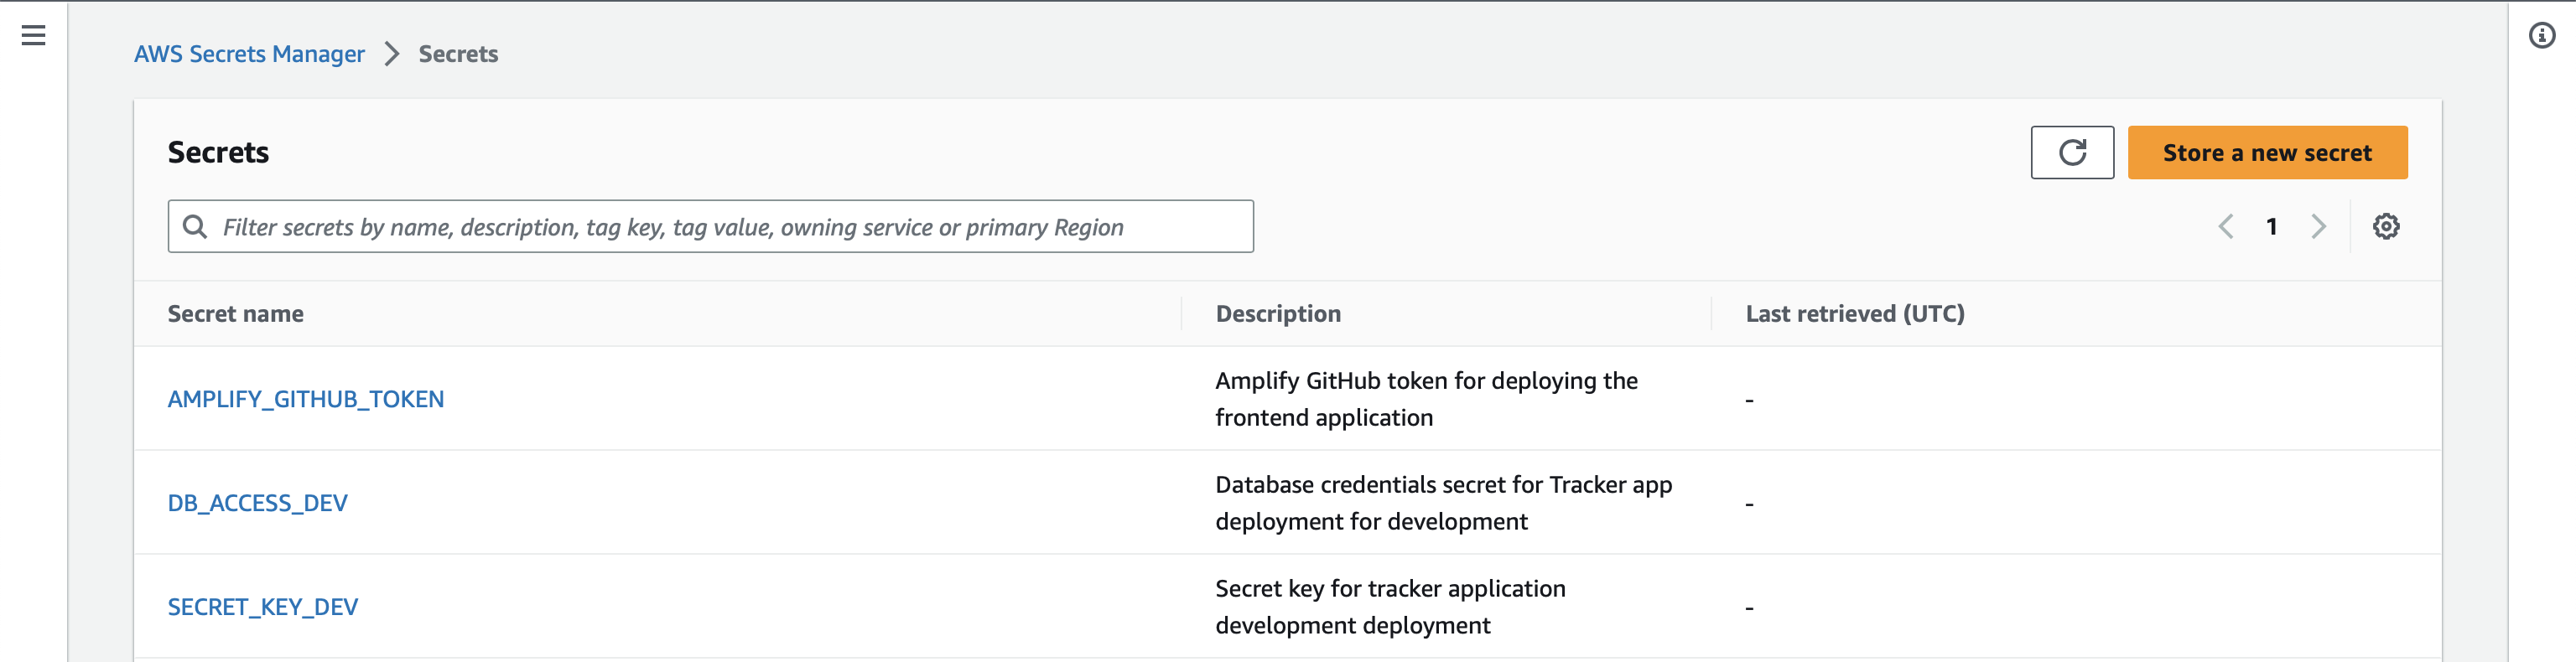 AWS Secrets Manager > Secrets
Secrets
Store a new secret
Filter secrets by name, description, tag key, tag value, owning service or primary Region
1
Secret name Description Last retrieved (UTC)
AMPLIFY_GITHUB_TOKEN
Amplify GitHub token for deploying the
frontend application
-
DB_ACCESS_DEV
Database credentials secret for Tracker app
deployment for development
-
SECRET_KEY_DEV
Secret key for tracker application
development deployment
-